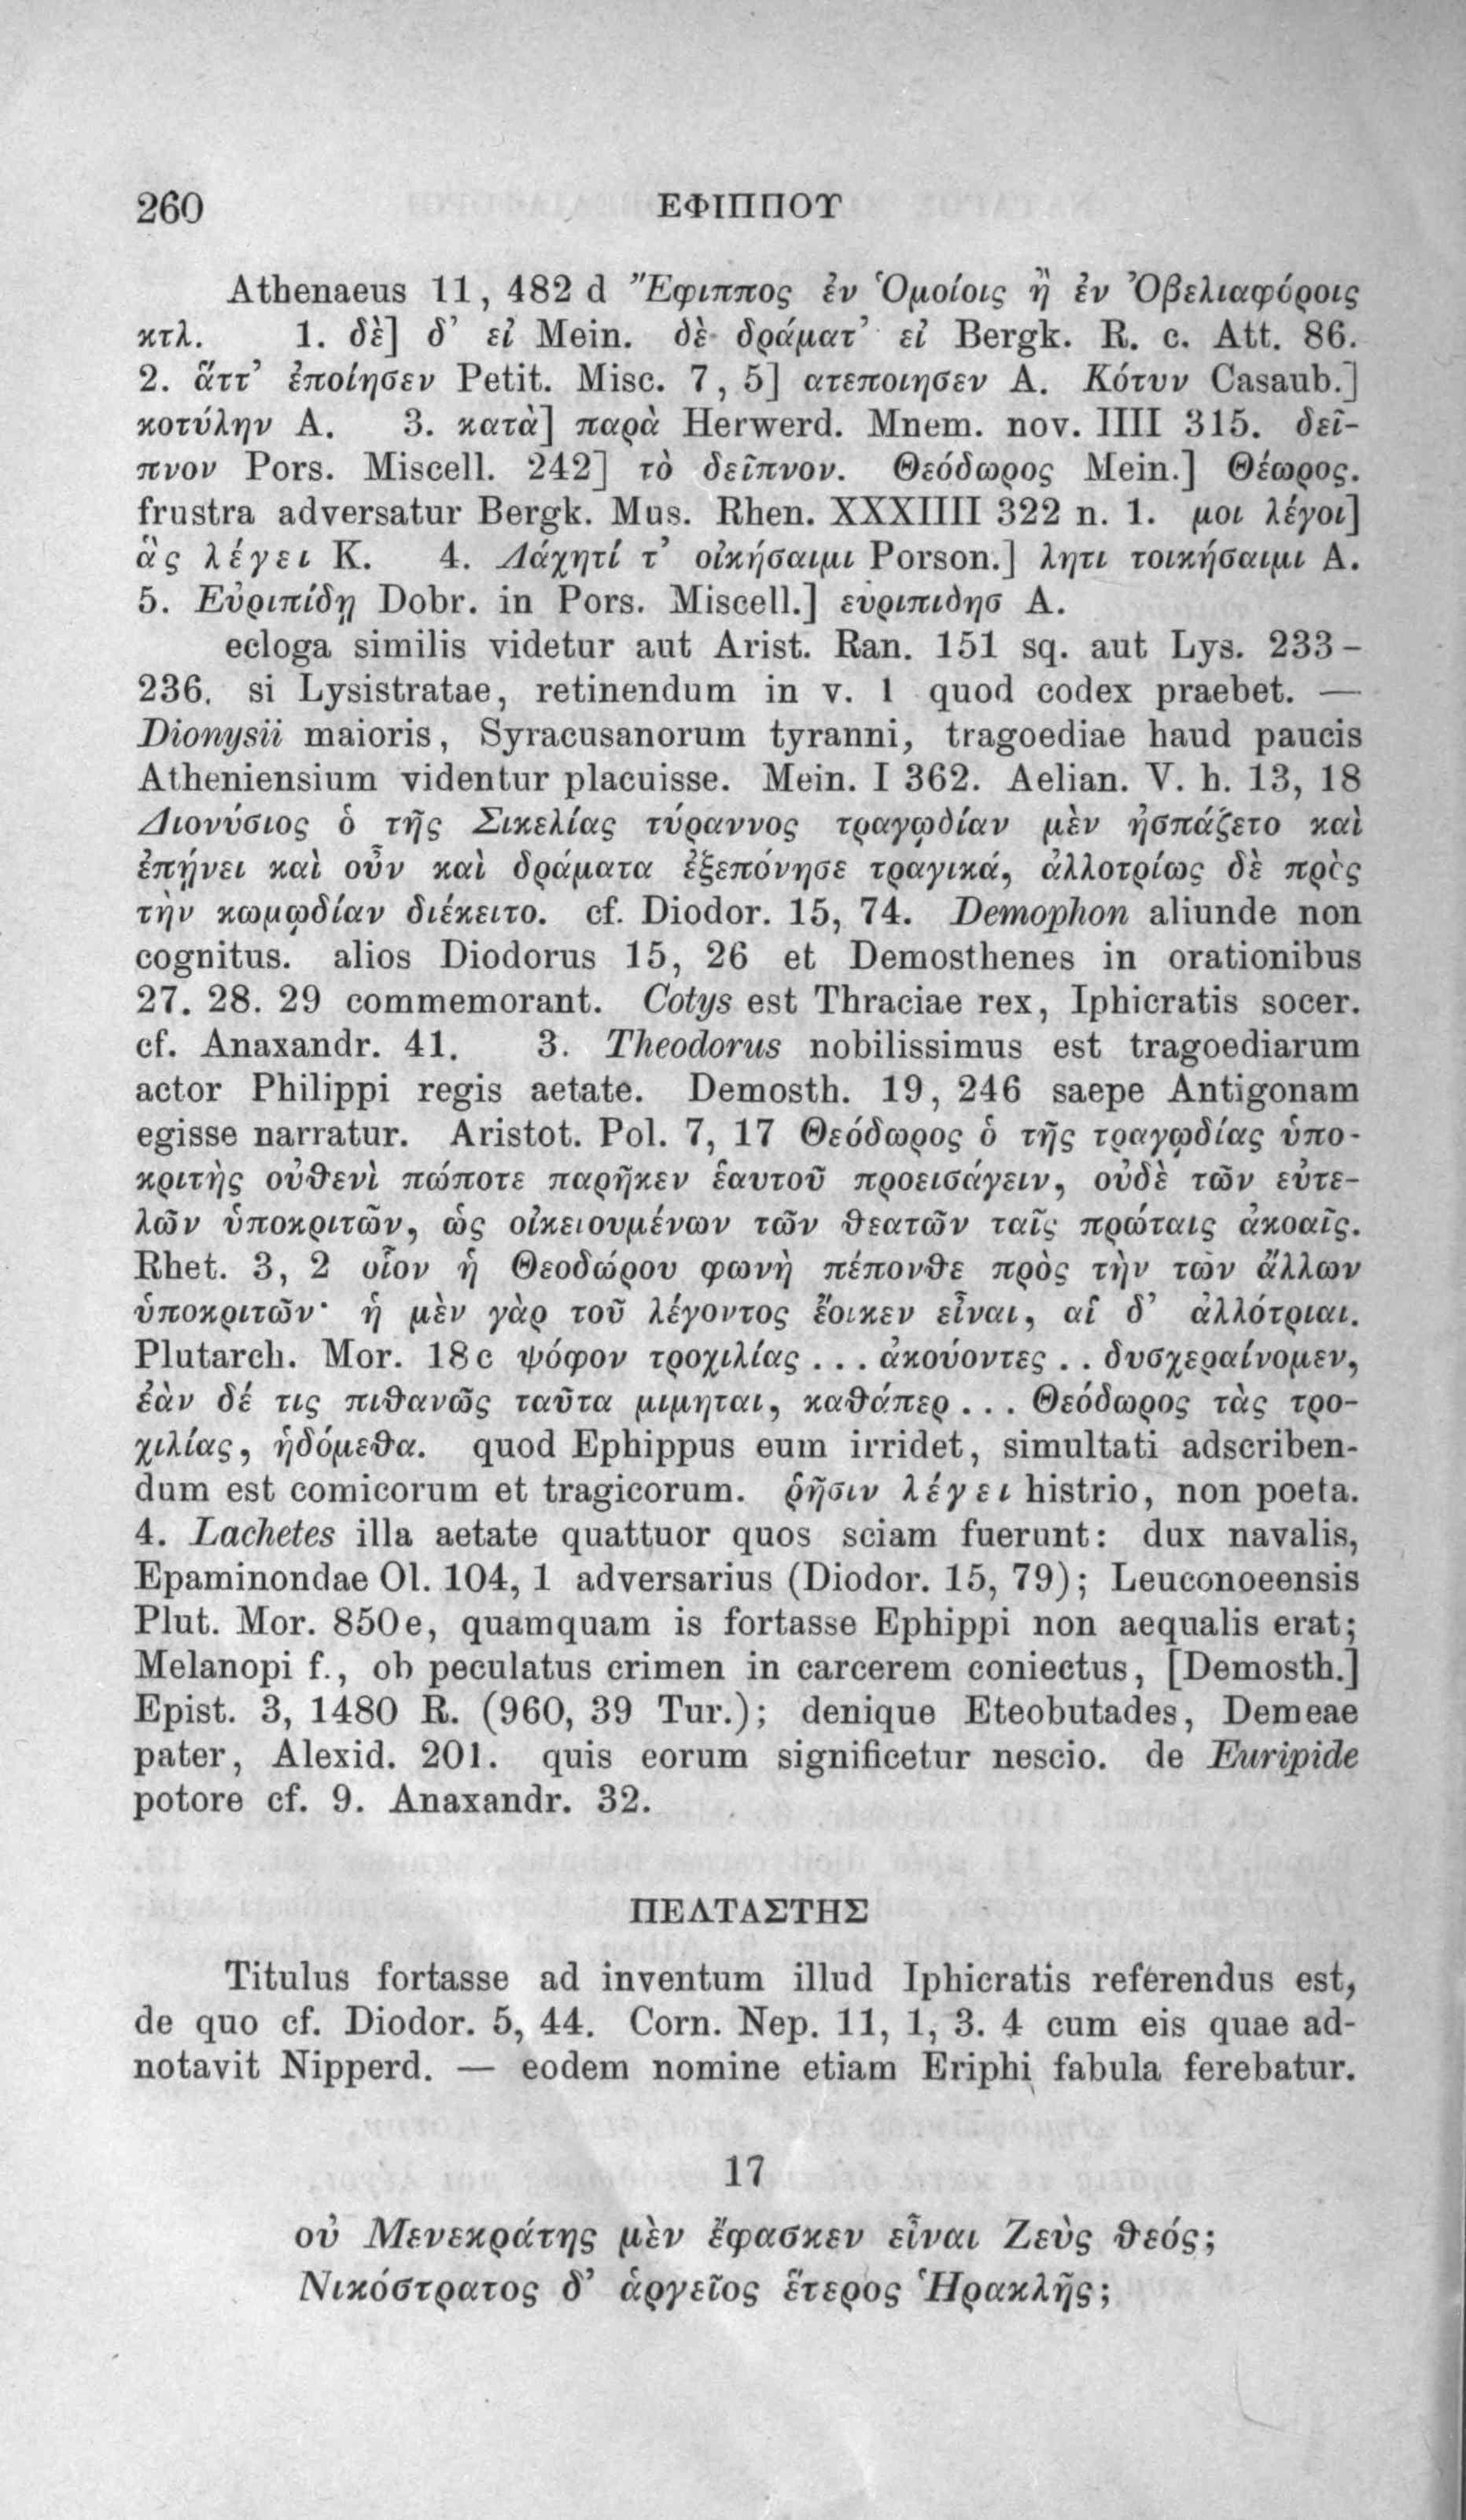 260
ΕΦΙΠΠΟΥ
Athenaeus 11, 482 d Ἔφιππος ἐν Ὁμοίοις ἢ ἐν Ὀβελιαφόροις
κτλ. 1. δὲ] δ' εἰ Mein. δὲ δράματ' εἰ Bergk. R. c. Att. 86.
2. ἅττ' ἐποίησεν Petit. Misc. 7, 5] ατεποιησεν A. Κότυν Casaub.]
κοτύλην A. 3. κατὰ] παρὰ Herwerd. Mnem. nov. IIII 315. δεῖ-
πνον Pors. Miscell. 242] τὸ δεῖπνον. Θεόδωρος Mein.] Θέωρος.
frustra adversatur Bergk. Mus. Rhen. XXXIIII 322 n. 1. μοι λέγοι]
ἃς λέγει K. 4. Λάχητί τ' οἰκήσαιμι Porson.] λητι τοικήσαιμι A.
5. Εὐριπίδῃ Dobr. in Pors. Miscell.] εὐριπιδησ A.
ecloga similis videtur aut Arist. Ran. 151 sq. aut Lys. 233-
236. si Lysistratae, retinendum in v. 1 quod codex praebet. —
Dionysii maioris, Syracusanorum tyranni, tragoediae haud paucis
Atheniensium videntur placuisse. Mein. I 362. Aelian. V. h. 13, 18
Διονύσιος ὁ τῆς Σικελίας τύραννος τραγῳδίαν μὲν ἠσπάζετο καὶ
ἐπῄνει καὶ οὖν καὶ δράματα ἐξεπόνησε τραγικά, ἀλλοτρίως δὲ πρὸς
τὴν κωμῳδίαν διέκειτο. cf. Diodor. 15, 74. Demophon aliunde non
cognitus. alios Diodorus 15, 26 et Demosthenes in orationibus
27. 28. 29 commemorant. Cotys est Thraciae rex, Iphicratis socer.
cf. Anaxandr. 41. 3. Theodorus nobilissimus est tragoediarum
actor Philippi regis aetate. Demosth. 19, 246 saepe Antigonam
egisse narratur. Aristot. Pol. 7, 17 Θεόδωρος ὁ τῆς τραγῳδίας ὑπο-
κριτὴς οὐθενὶ πώποτε παρῆκεν ἑαυτοῦ προεισάγειν, οὐδὲ τῶν εὐτε-
λῶν ὑποκριτῶν, ὡς οἰκειουμένων τῶν θεατῶν ταῖς πρώταις ἀκοαῖς.
Rhet. 3, 2 οἷον ἡ Θεοδώρου φωνὴ πέπονθε πρὸς τὴν τῶν ἄλλων
ὑποκριτῶν· ἡ μὲν γὰρ τοῦ λέγοντος ἔοικεν εἶναι, αἱ δ' ἀλλότριαι.
Plutarch. Mor. 18c ψόφον τροχιλίας ... ἀκούοντες .. δυσχεραίνομεν,
ἐὰν δέ τις πιθανῶς ταῦτα μιμηται, καθάπερ ... Θεόδωρος τὰς τρο-
χιλίας, ἡδόμεθα. quod Ephippus eum irridet, simultati adscriben-
dum est comicorum et tragicorum. ῥῆσιν λέγει histrio, non poeta.
4. Lachetes illa aetate quattuor quos sciam fuerunt: dux navalis,
Epaminondae Ol. 104, 1 adversarius (Diodor. 15, 79); Leuconoeensis
Plut. Mor. 850e, quamquam is fortasse Ephippi non aequalis erat;
Melanopi f., ob peculatus crimen in carcerem coniectus, [Demosth.]
Epist. 3, 1480 R. (960, 39 Tur.); denique Eteobutades, Demeae
pater, Alexid. 201. quis eorum significetur nescio. de Euripide
potore cf. 9. Anaxandr. 32.
ΠΕΛΤΑΣΤΗΣ
Titulus fortasse ad inventum illud Iphicratis referendus est,
de quo cf. Diodor. 5, 44. Corn. Nep. 11, 1, 3. 4 cum eis quae ad-
notavit Nipperd. — eodem nomine etiam Eriphi fabula ferebatur.
17
οὐ Μενεκράτης μὲν ἔφασκεν εἶναι Ζεὺς θεός;
Νικόστρατος δ' ἁργεῖος ἕτερος Ἡρακλῆς;